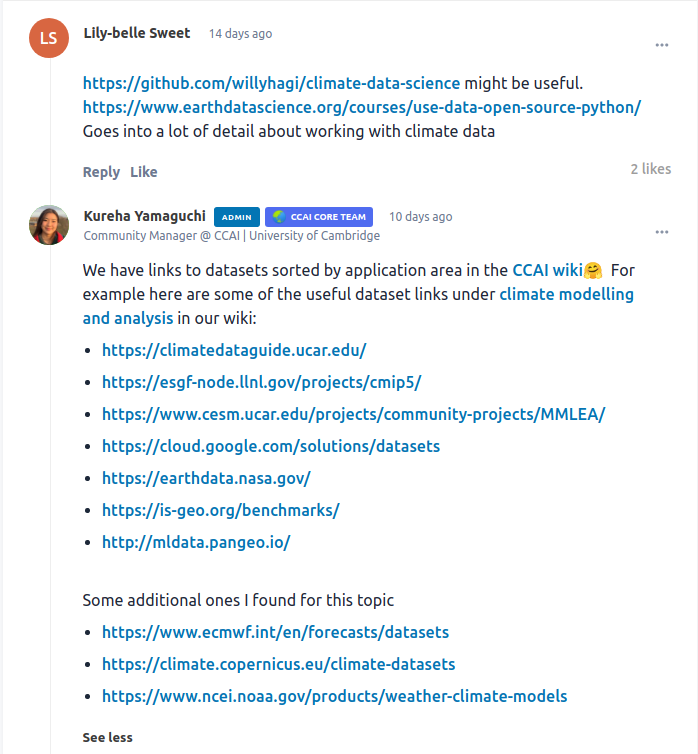 LS
Lily-belle Sweet 14 days ago
https://github.com/willyhagi/climate-data-science might be useful.
https://www.earthdatascience.org/courses/use-data-open-source-python/
Goes into a lot of detail about working with climate data
Reply Like 2 likes
Kureha Yamaguchi ADMIN CCAI CORE TEAM 10 days ago
Community Manager @ CCAI | University of Cambridge
We have links to datasets sorted by application area in the CCAI wiki🤗 For
example here are some of the useful dataset links under climate modelling
and analysis in our wiki:
• https://climatedataguide.ucar.edu/
• https://esgf-node.llnl.gov/projects/cmip5/
• https://www.cesm.ucar.edu/projects/community-projects/MMLEA/
• https://cloud.google.com/solutions/datasets
• https://earthdata.nasa.gov/
• https://is-geo.org/benchmarks/
• http://mldata.pangeo.io/
Some additional ones I found for this topic
• https://www.ecmwf.int/en/forecasts/datasets
• https://climate.copernicus.eu/climate-datasets
• https://www.ncei.noaa.gov/products/weather-climate-models
See less